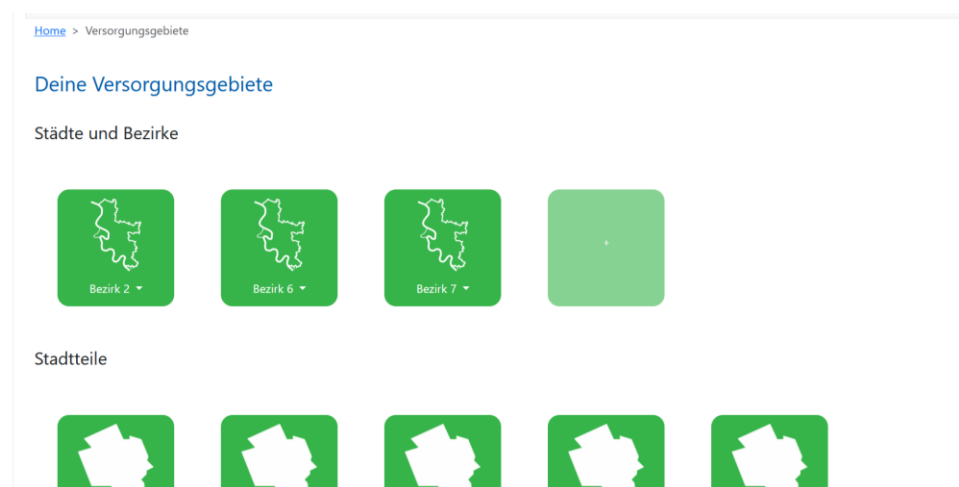 Home > Versorgungsgebiete
Deine Versorgungsgebiete
Städte und Bezirke
Bezirk 2
Bezirk 6
Bezirk 7
+
Stadtteile